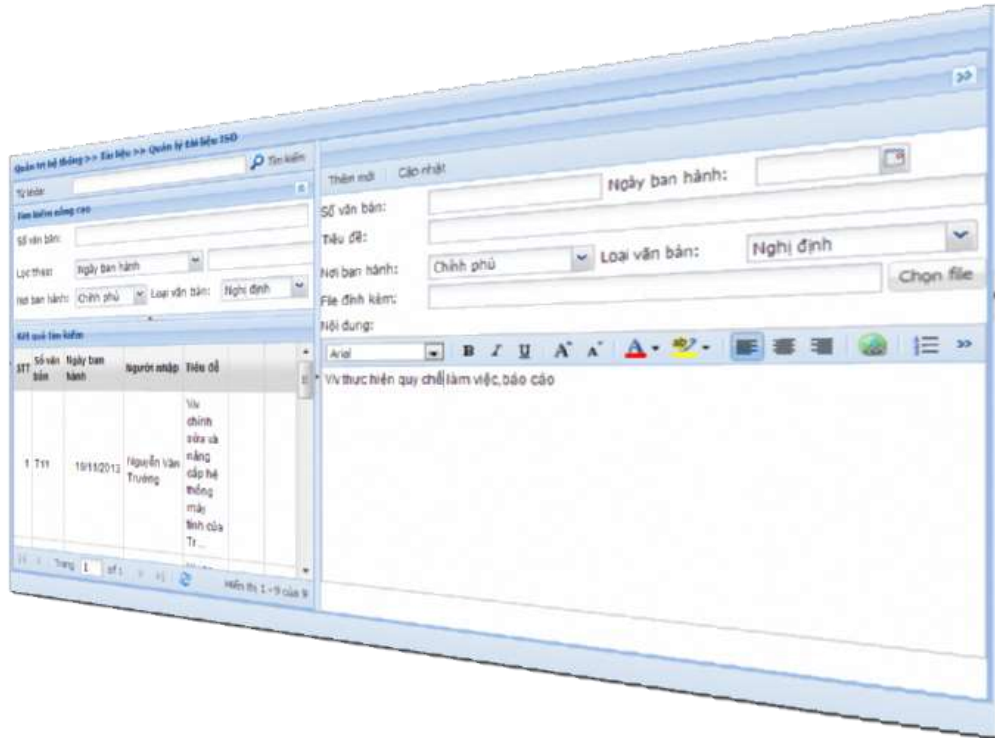 Quản trị hệ thống >> Tài liệu >> Quản lý tài liệu ISO
Từ khóa:
Tìm kiếm
Tìm kiếm nâng cao
Số văn bản:
Lọc theo:
Ngày ban hành
Nơi ban hành:
Chính phủ
Loại văn bản:
Nghị định
Kết quả tìm kiếm
STT
Số văn
bản
Ngày ban
hành
Người nhập
Tiêu đề
1
T11
19/11/2013
Nguyễn Văn
Trường
V/v
chỉnh
sửa và
nâng
cấp hệ
thống
máy
tính của
Tr...
Trang 1 of 1
Hiển thị 1 - 9 của 9
Thêm mới
Cập nhật
Số văn bản:
Ngày ban hành:
Tiêu đề:
Nơi ban hành:
Chính phủ
Loại văn bản:
Nghị định
File đính kèm:
Chọn file
Nội dung:
Arial
B I U A A A
V/v thực hiện quy chế làm việc,báo cáo